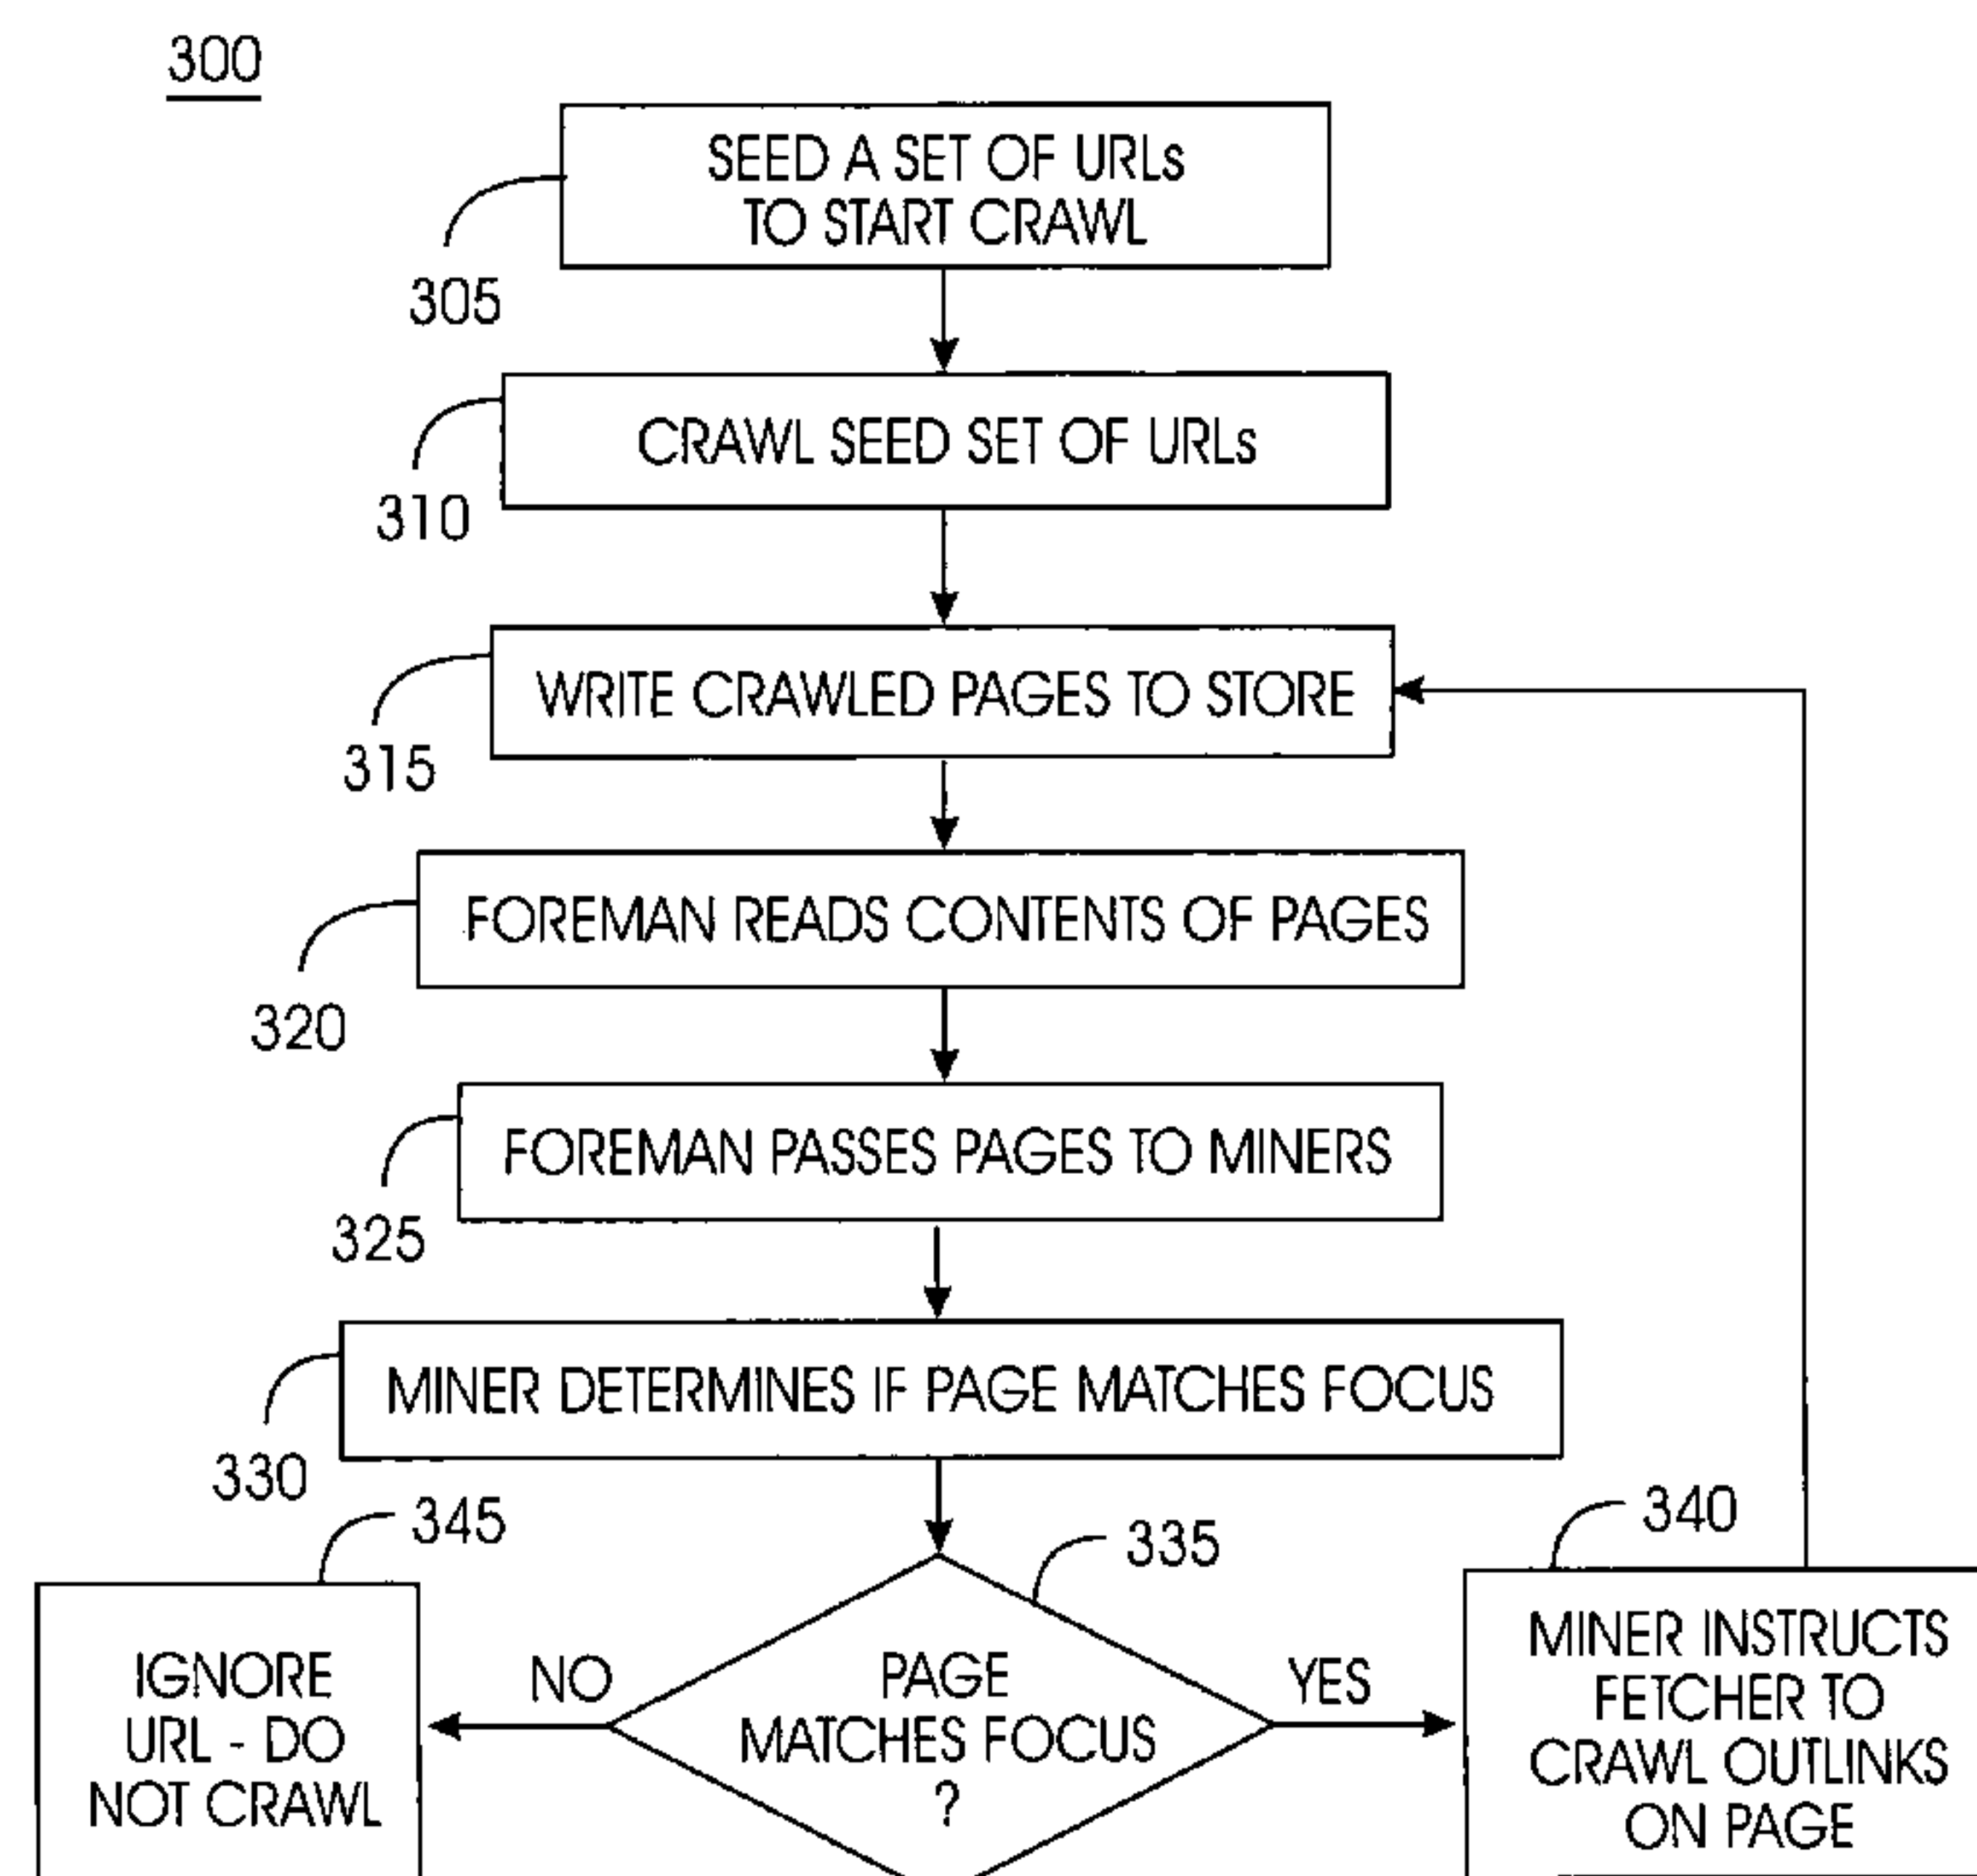 300
SEED A SET OF URLs
TO START CRAWL
305
CRAWL SEED SET OF URLs
310
WRITE CRAWLED PAGES TO STORE
315
FOREMAN READS CONTENTS OF PAGES
320
FOREMAN PASSES PAGES TO MINERS
325
MINER DETERMINES IF PAGE MATCHES FOCUS
330
345
335
340
IGNORE
URL - DO
NOT CRAWL
NO
PAGE
MATCHES FOCUS
?
YES
MINER INSTRUCTS
FETCHER TO
CRAWL OUTLINKS
ON PAGE